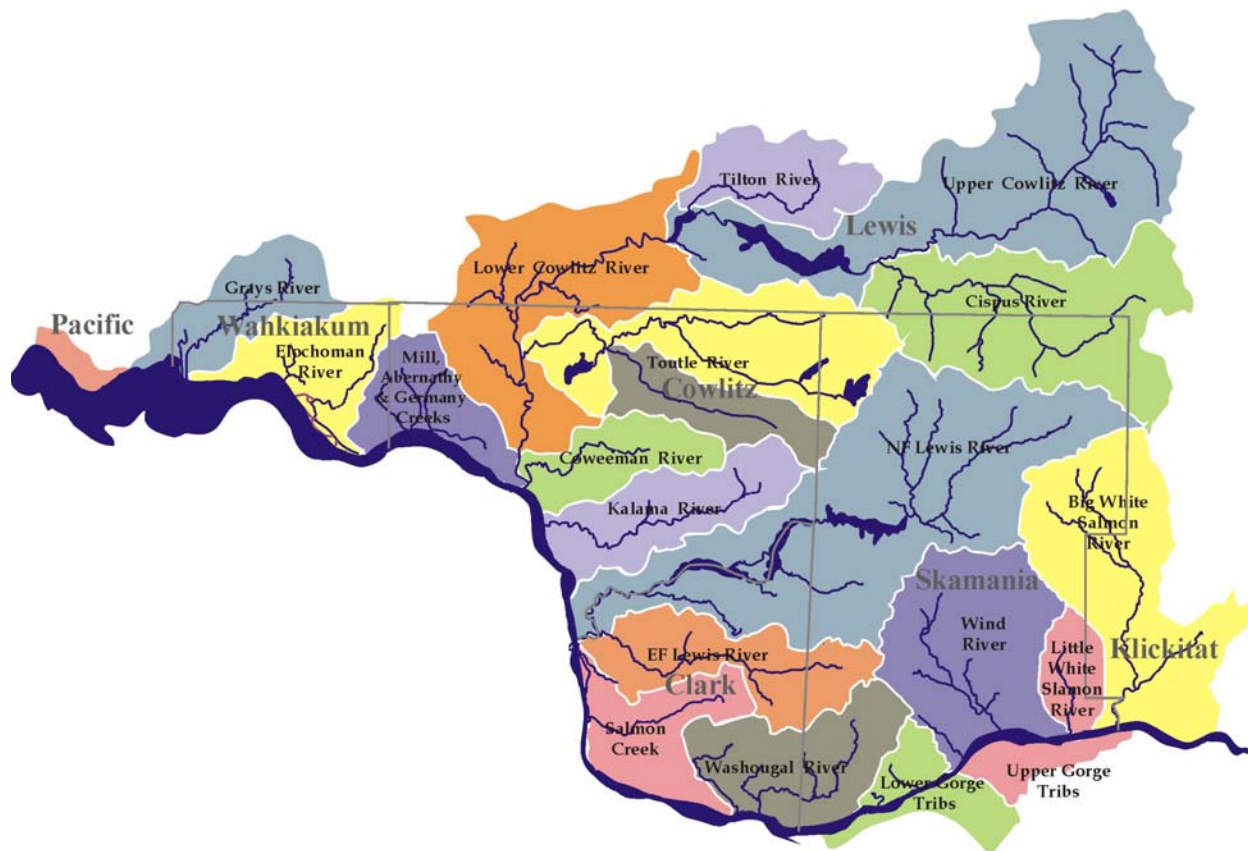 Tilton River
Upper Cowlitz River
Lewis
Lower Cowlitz River
Grays River
Cispus River
Pacific
Wahkiakum
Elochoman
River
Mill,
Abernathy
& Germany
Creeks
Toutle River
Cowlitz
Coweeman River
NF Lewis River
Kalama River
Big White
Salmon
River
Skamania
Wind
River
Little
White
Slamon
River
Klickitat
EF Lewis River
Clark
Salmon
Creek
Washougal River
Lower Gorge
Tribs
Upper Gorge
Tribs